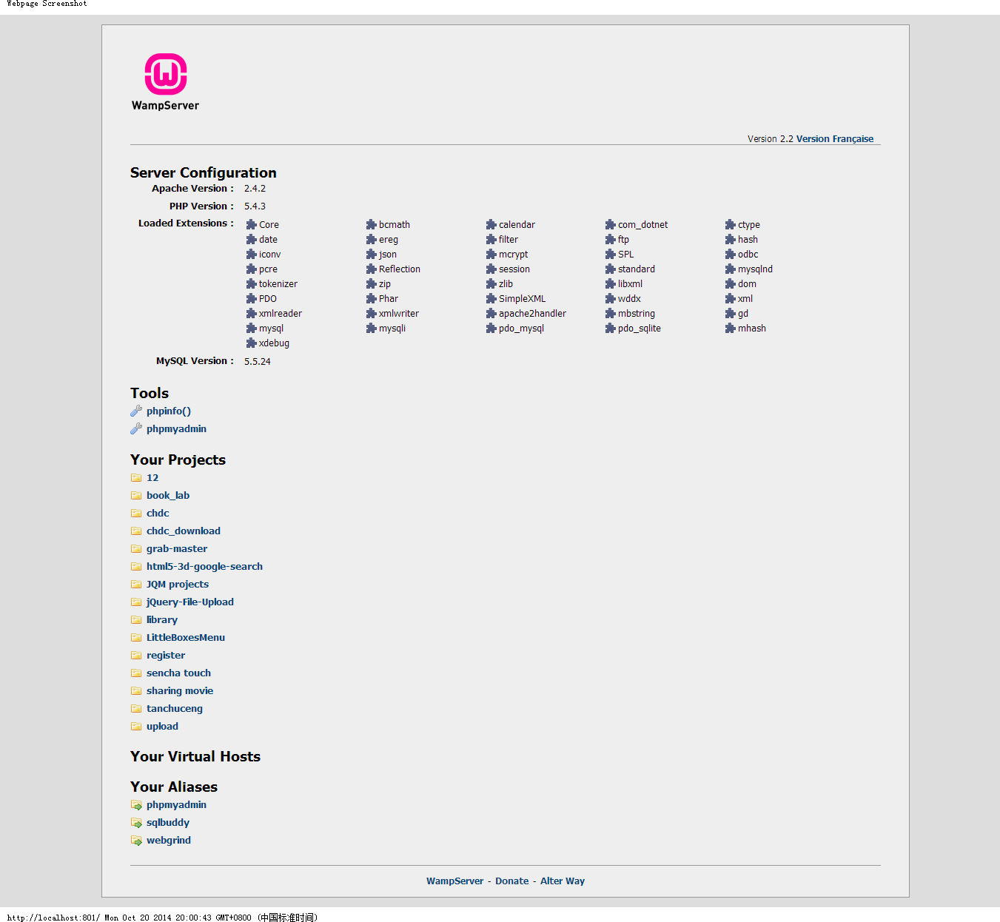 Webpage Screenshot
WampServer
Version 2.2 Version Française
Server Configuration
Apache Version : 2.4.2
PHP Version : 5.4.3
Loaded Extensions : Core bcmath calendar com_dotnet ctype
date ereg filter ftp hash
iconv json mcrypt SPL odbc
pcre Reflection session standard mysqlnd
tokenizer zip zlib libxml dom
PDO Phar SimpleXML wddx xml
xmlreader xmlwriter apache2handler mbstring gd
mysql mysqli pdo_mysql pdo_sqlite mhash
xdebug
MySQL Version : 5.5.24
Tools
phpinfo()
phpmyadmin
Your Projects
12
book_lab
chdc
chdc_download
grab-master
html5-3d-google-search
JQM projects
jQuery-File-Upload
library
LittleBoxesMenu
register
sencha touch
sharing movie
tanchuceng
upload
Your Virtual Hosts
Your Aliases
phpmyadmin
sqlbuddy
webgrind
WampServer - Donate - Alter Way
http://localhost:801/ Mon Oct 20 2014 20:00:43 GMT+0800 (中国标准时间)